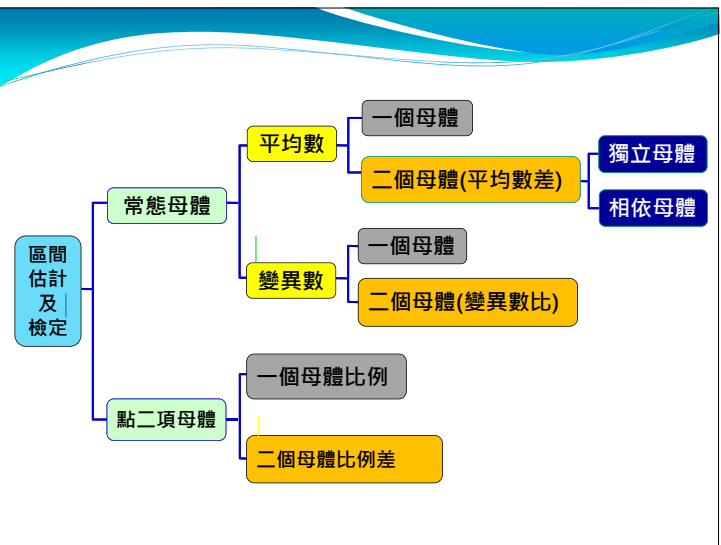 一個母體
平均數
獨立母體
二個母體(平均數差)
常態母體
相依母體
區間
估計
及
檢定
一個母體
變異數
二個母體(變異數比)
一個母體比例
點二項母體
二個母體比例差